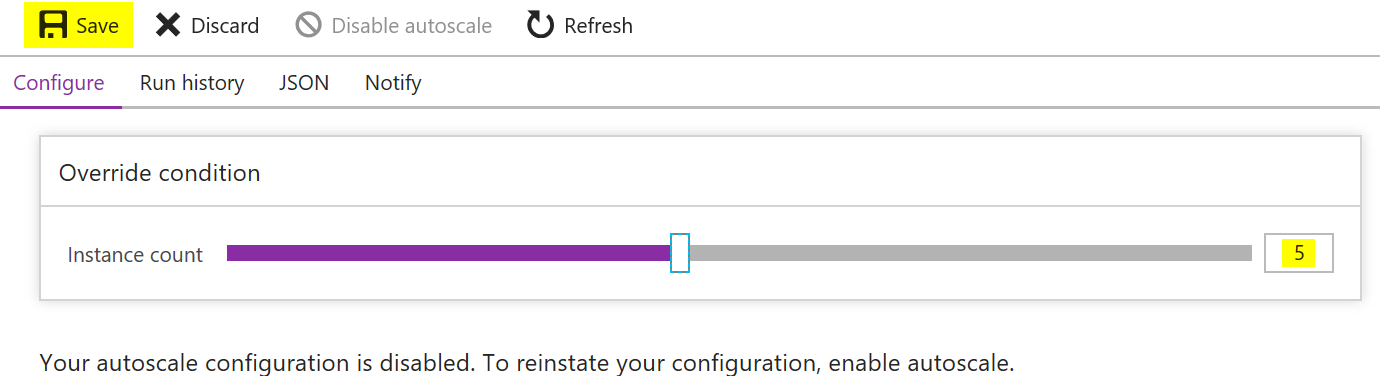 Save Discard Disable autoscale Refresh
Configure Run history JSON Notify
Override condition
Instance count 5
Your autoscale configuration is disabled. To reinstate your configuration, enable autoscale.